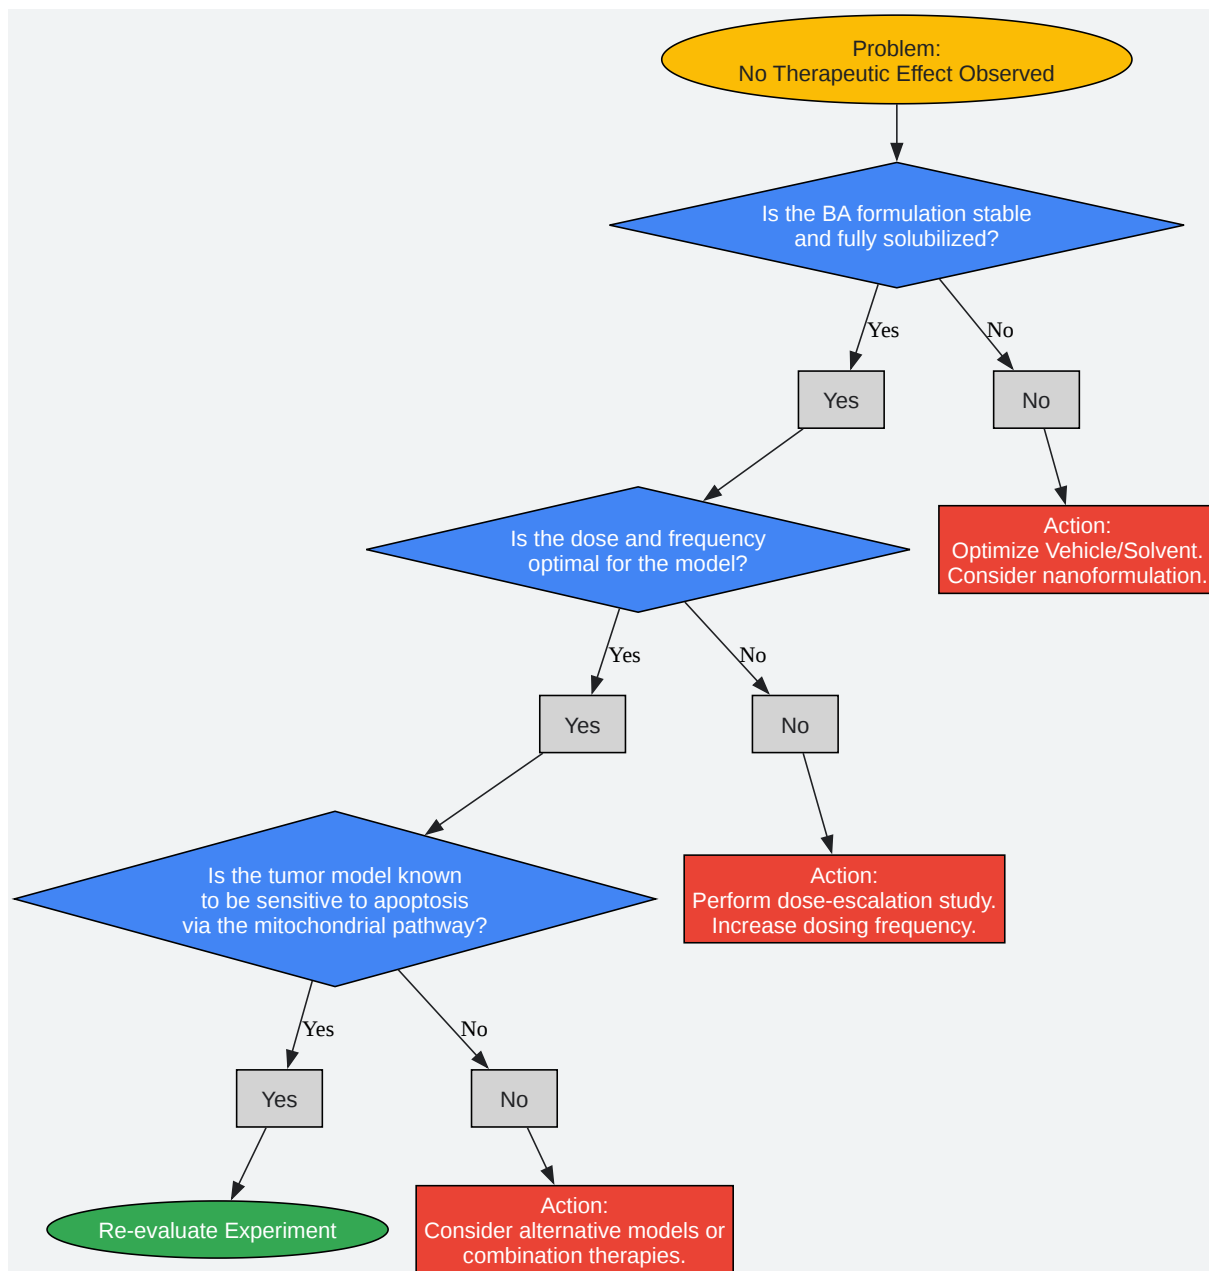 Problem:
No Therapeutic Effect Observed
Is the BA formulation stable
and fully solubilized?
Yes
No
Yes
No
Action:
Optimize Vehicle/Solvent.
Consider nanoformulation.
Is the dose and frequency
optimal for the model?
Yes
No
Yes
No
Action:
Perform dose-escalation study.
Increase dosing frequency.
Is the tumor model known
to be sensitive to apoptosis
via the mitochondrial pathway?
Yes
No
Yes
No
Re-evaluate Experiment
Action:
Consider alternative models or
combination therapies.